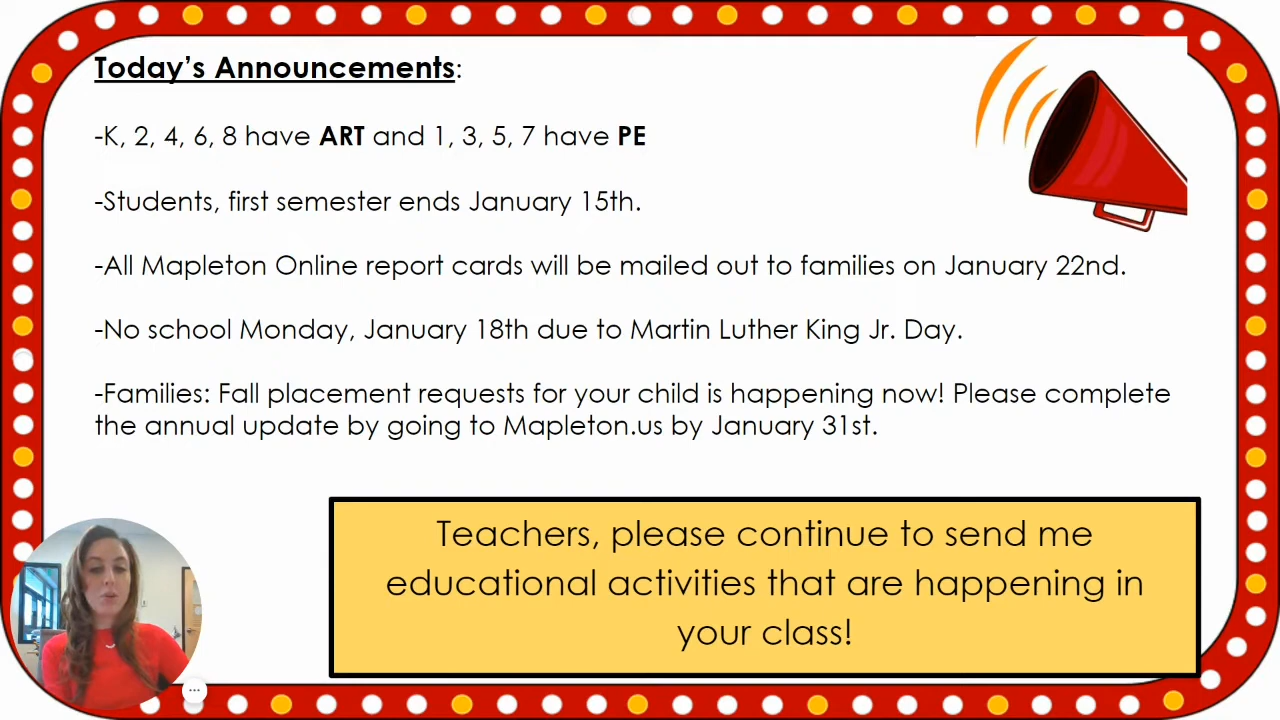 Today's Announcements:
-K, 2, 4, 6, 8 have ART and 1, 3, 5, 7 have PE
-Students, first semester ends January 15th.
-All Mapleton Online report cards will be mailed out to families on January 22nd.
-No school Monday, January 18th due to Martin Luther King Jr. Day.
-Families: Fall placement requests for your child is happening now! Please complete
the annual update by going to Mapleton.us by January 31st.
Teachers, please continue to send me
educational activities that are happening in
your class!